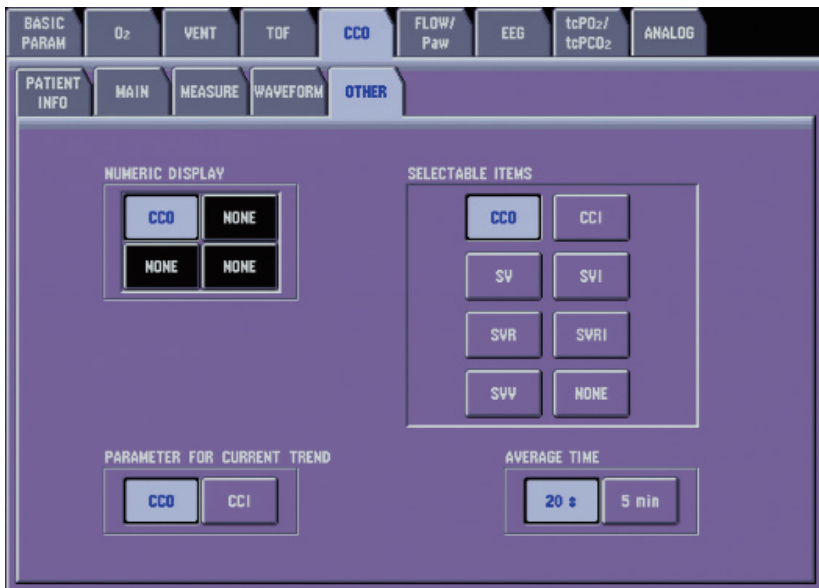 BASIC PARAM
O2
VENT
TOF
CCO
FLOW/ Paw
EEG
tcPO2/ tcPCO2
ANALOG
PATIENT INFO
MAIN
MEASURE
WAVEFORM
OTHER
NUMERIC DISPLAY
CCO NONE
NONE NONE
SELECTABLE ITEMS
CCO CCI
SV SVI
SVR SVRI
SVV NONE
PARAMETER FOR CURRENT TREND
CCO CCI
AVERAGE TIME
20 s 5 min